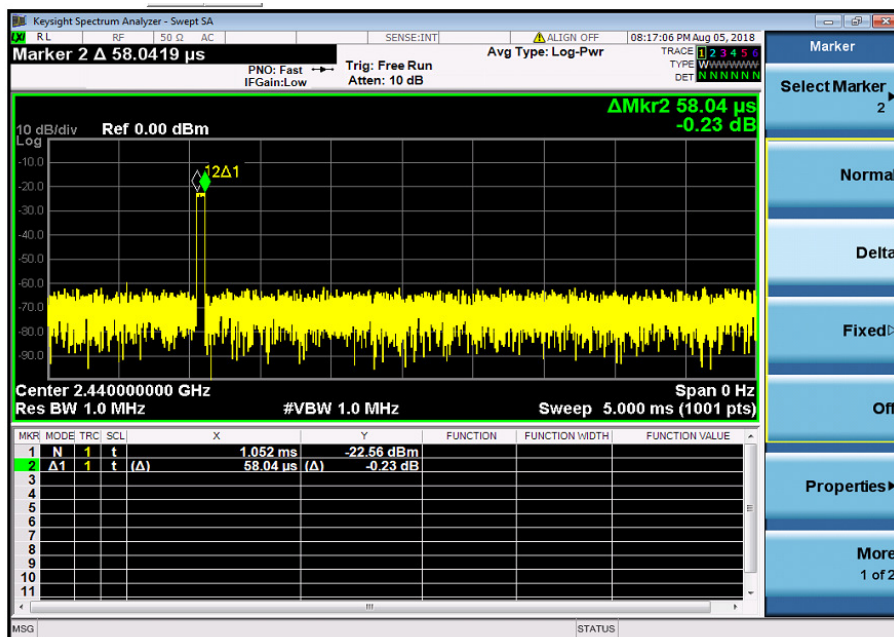 Keysight Spectrum Analyzer - Swept SA
LXI RL RF 50 Ω AC SENSE:INT ALIGN OFF 08:17:06 PM Aug 05, 2018
Marker 2 Δ 58.0419 µs
PNO: Fast
IFGain:Low
Trig: Free Run
Atten: 10 dB
Avg Type: Log-Pwr
TRACE 1 2 3 4 5 6
TYPE WWWWWW
DET N N N N N N
ΔMkr2 58.04 µs
-0.23 dB
10 dB/div Ref 0.00 dBm
Log
-10.0
-20.0
-30.0
-40.0
-50.0
-60.0
-70.0
-80.0
-90.0
12Δ1
Center 2.440000000 GHz Span 0 Hz
Res BW 1.0 MHz #VBW 1.0 MHz Sweep 5.000 ms (1001 pts)
MKR MODE TRC SCL X Y FUNCTION FUNCTION WIDTH FUNCTION VALUE
1 N 1 t 1.052 ms -22.56 dBm
2 Δ1 1 t (Δ) 58.04 µs (Δ) -0.23 dB
3
4
5
6
7
8
9
10
11
MSG STATUS
Marker
Select Marker
2
Normal
Delta
Fixed
Off
Properties
More
1 of 2